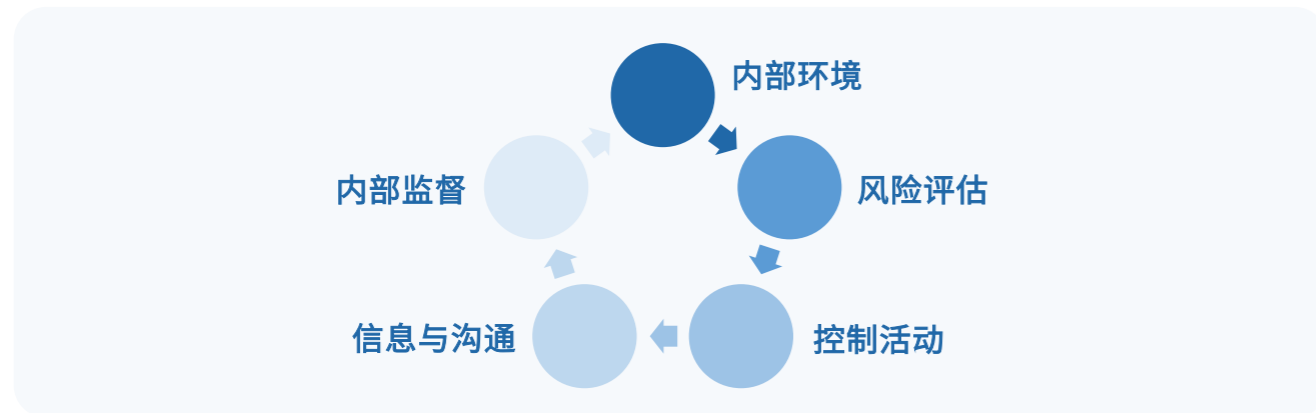 内部环境
风险评估
控制活动
信息与沟通
内部监督